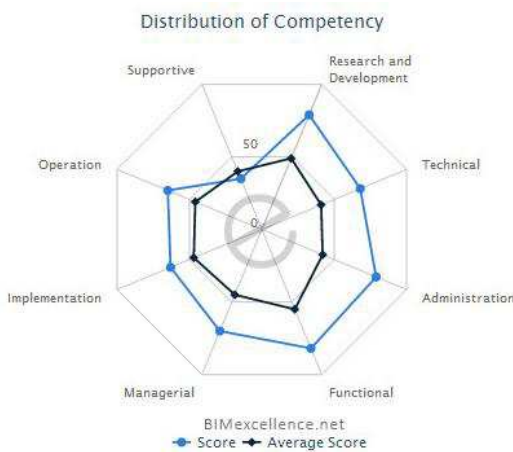 Distribution of Competency
Supportive
Research and
Development
50
Operation
Technical
0
Implementation
Administration
Managerial
Functional
BIMexcellence.net
Score
Average Score